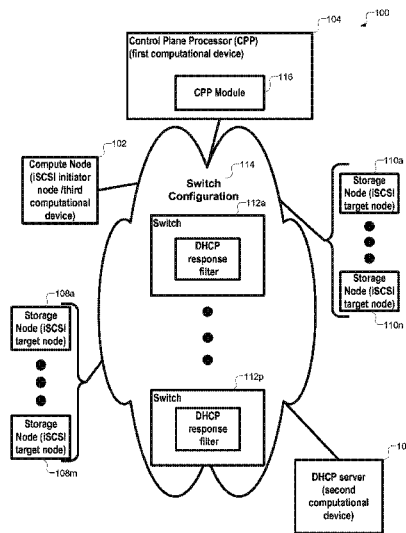 104
100
Control Plane Processor (CPP)
(first computational device)
116
CPP Module
102
Compute Node
(iSCSI initiator
node /third
computational
device)
114
Switch
Configuration
112a
Switch
DHCP
response
filter
110a
Storage
Node (iSCSI
target node)
Storage
Node (iSCSI
target node)
110n
108a
Storage
Node (iSCSI
target node)
Storage
Node (iSCSI
target node)
108m
112p
Switch
DHCP
response
filter
10
DHCP server
(second
computational
device)